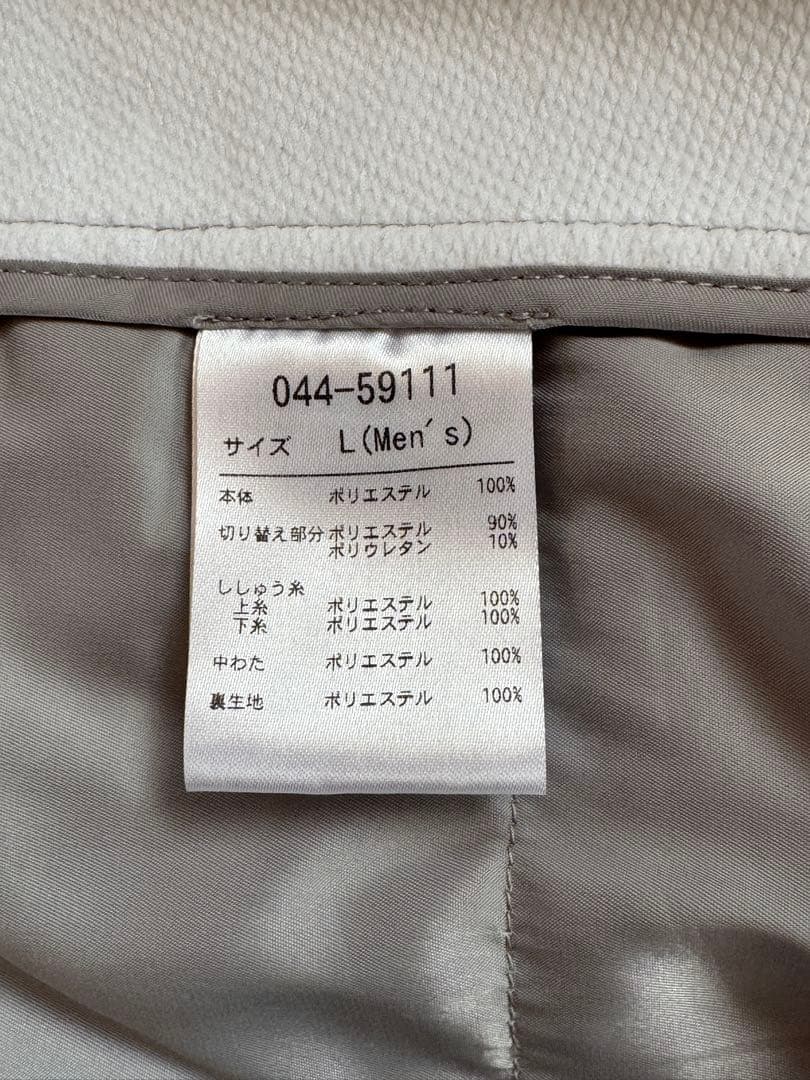 044-59111
サイズ L(Men's)
本体 ポリエステル 100%
切り替え部分 ポリエステル 90%
ポリウレタン 10%
ししゅう糸
上糸 ポリエステル 100%
下糸 ポリエステル 100%
中わた ポリエステル 100%
裏生地 ポリエステル 100%